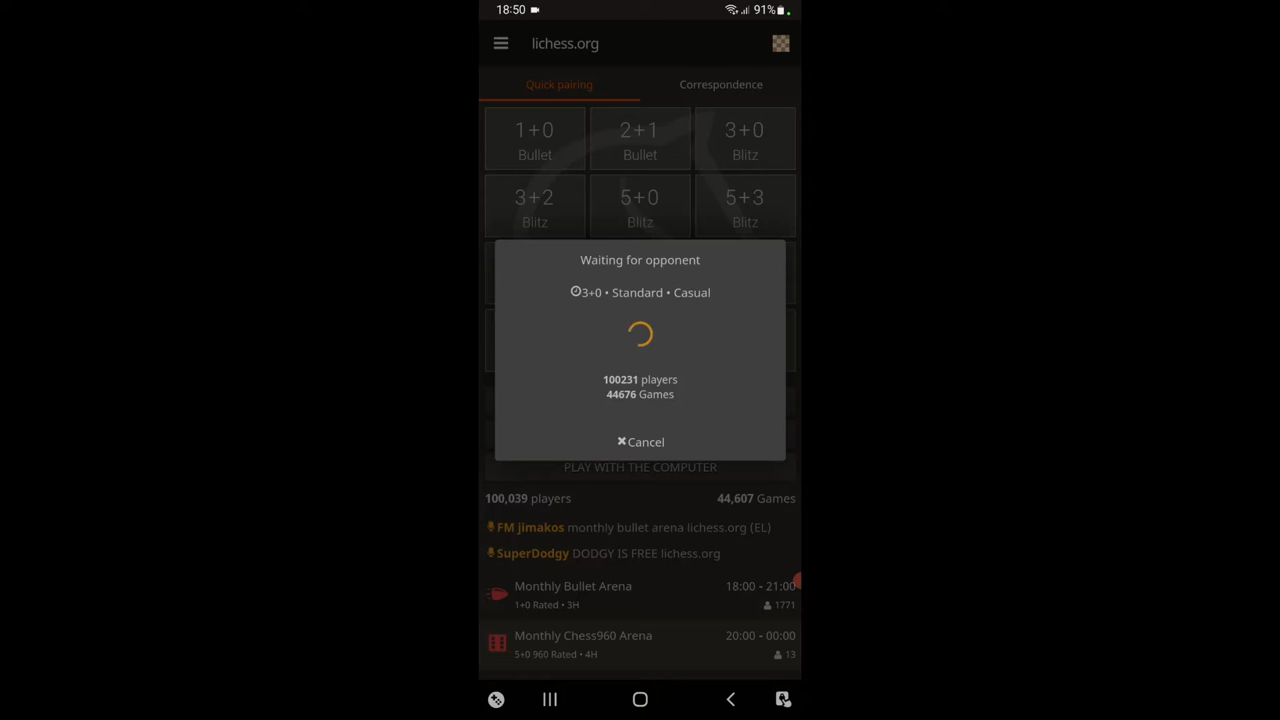 18:50 91%
lichess.org
Quick pairing Correspondence
1+0 2+1 3+0
Bullet Bullet Blitz
3+2 5+0 5+3
Blitz Blitz Blitz
Waiting for opponent
3+0 • Standard • Casual
100231 players
44676 Games
Cancel
PLAY WITH THE COMPUTER
100,039 players 44,607 Games
FM jimakos monthly bullet arena lichess.org (EL)
SuperDodgy DODGY IS FREE lichess.org
Monthly Bullet Arena 18:00 - 21:00
1+0 Rated • 3H 1771
Monthly Chess960 Arena 20:00 - 00:00
5+0 960 Rated • 4H 13